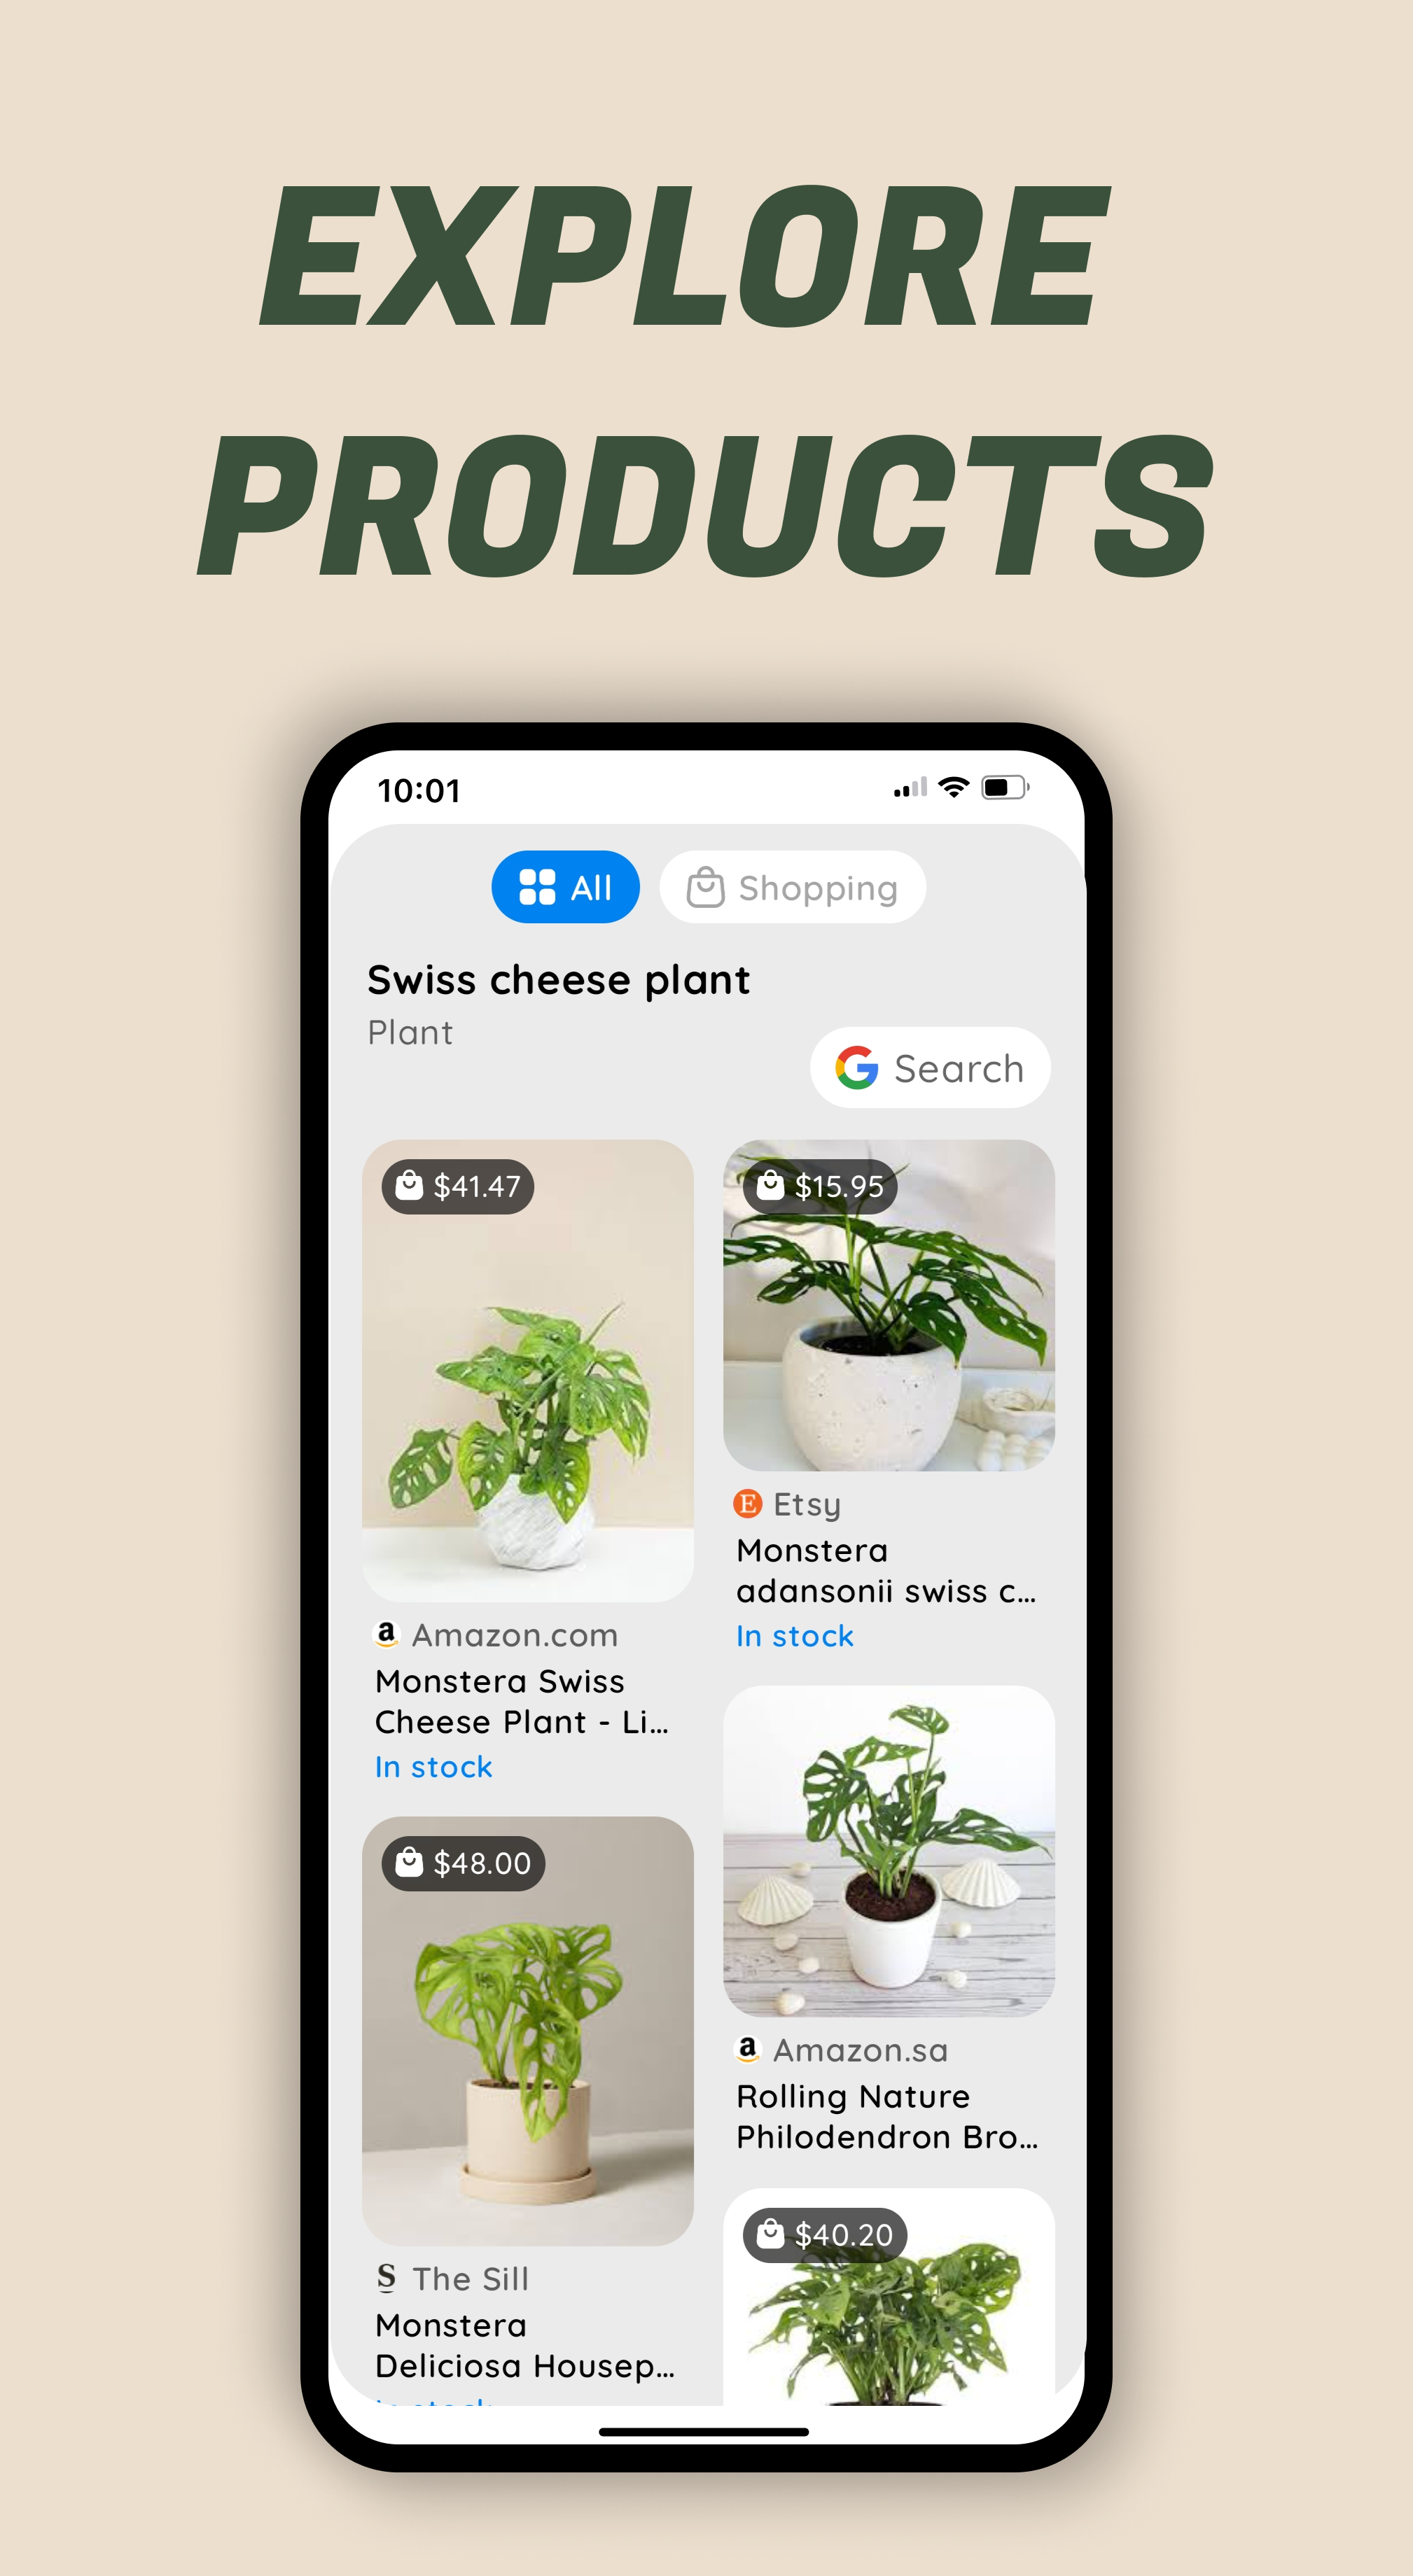 EXPLORE
PRODUCTS
10:01
All
Shopping
Swiss cheese plant
Plant
Search
$41.47
Amazon.com
Monstera Swiss
Cheese Plant - Li...
In stock
$15.95
Etsy
Monstera
adansonii swiss c...
In stock
$48.00
The Sill
Monstera
Deliciosa Housep...
In stock
Amazon.sa
Rolling Nature
Philodendron Bro...
$40.20